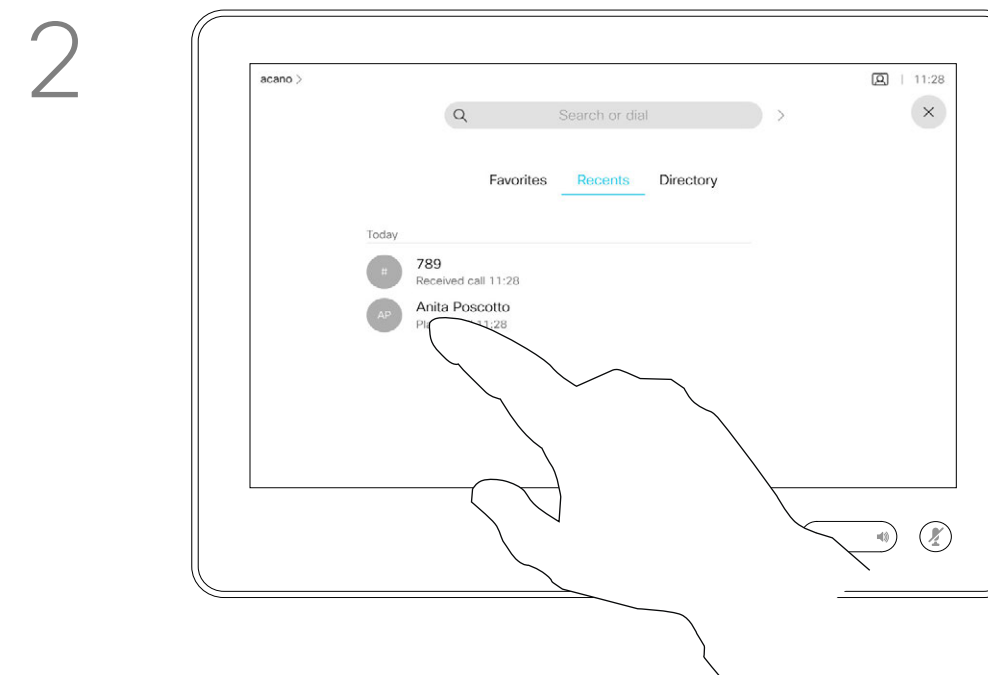 2
acano >
| 11:28
Search or dial >
Favorites Recents Directory
Today
# 789
Received call 11:28
AP Anita Poscotto
11:28